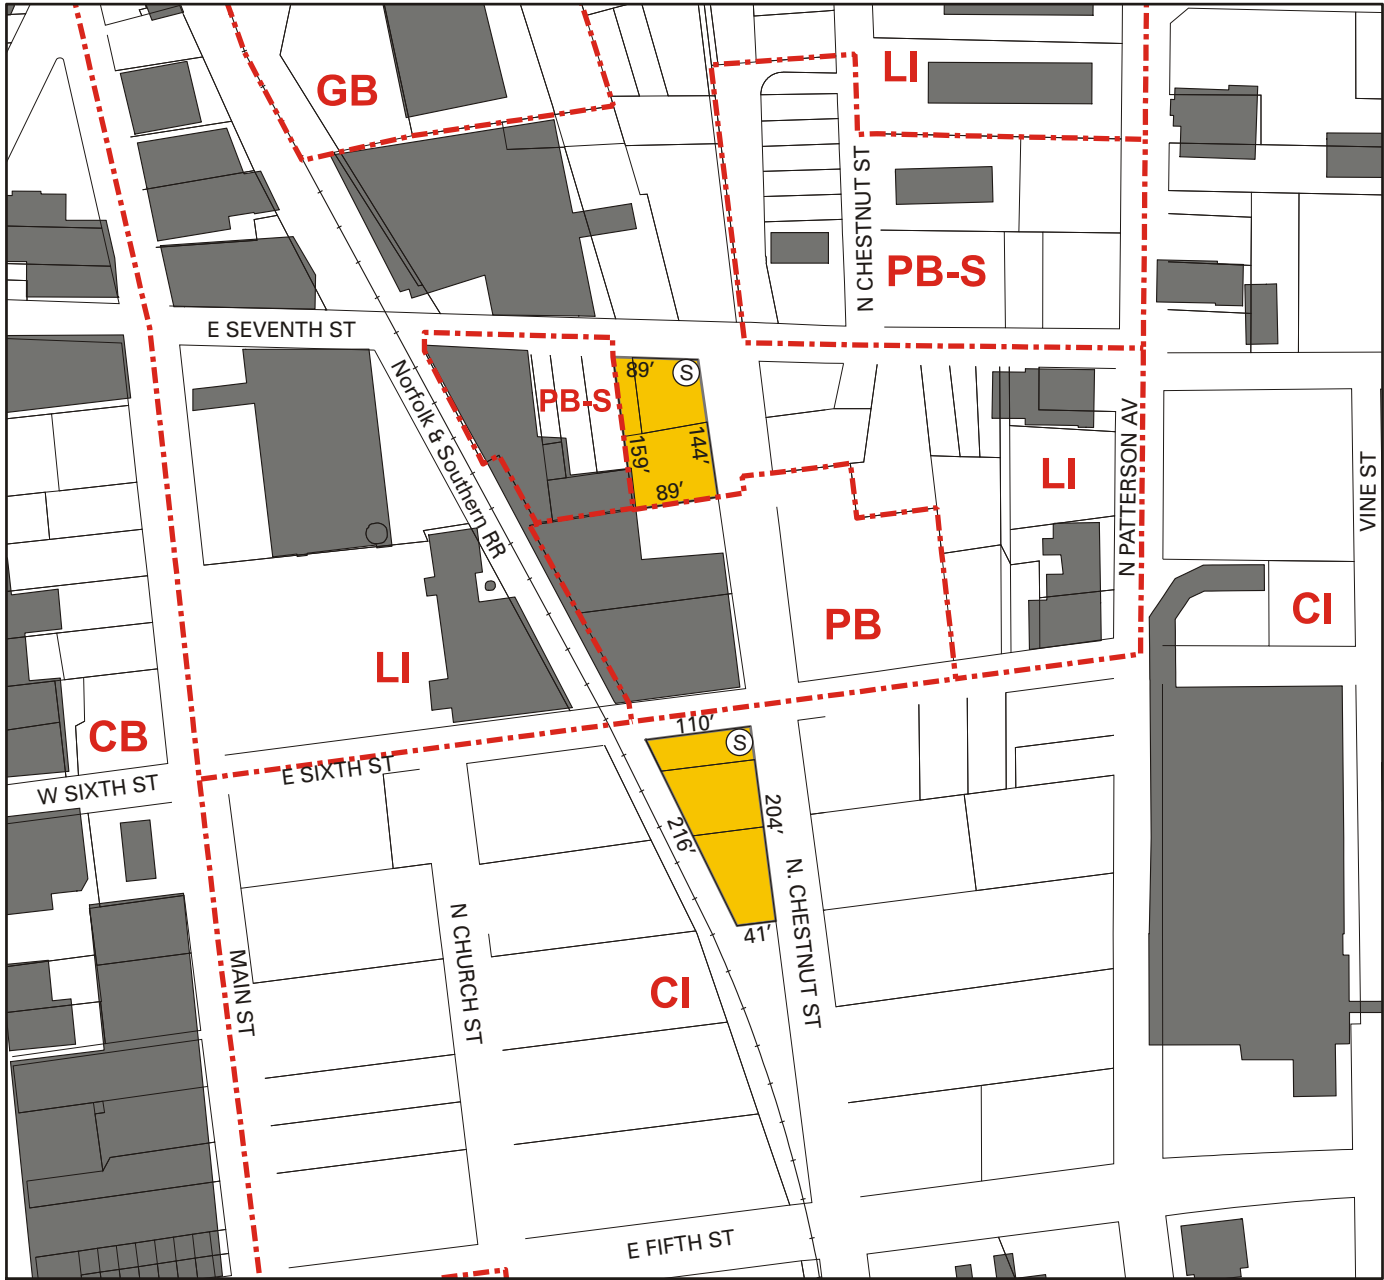 GB
LI
N CHESTNUT ST
PB-S
E SEVENTH ST
Norfolk & Southern RR
PB-S
89'
S
159'
144'
89'
LI
N PATTERSON AV
VINE ST
CI
PB
LI
CB
W SIXTH ST
E SIXTH ST
110'
S
204'
216'
41'
N. CHESTNUT ST
N CHURCH ST
MAIN ST
CI
E FIFTH ST